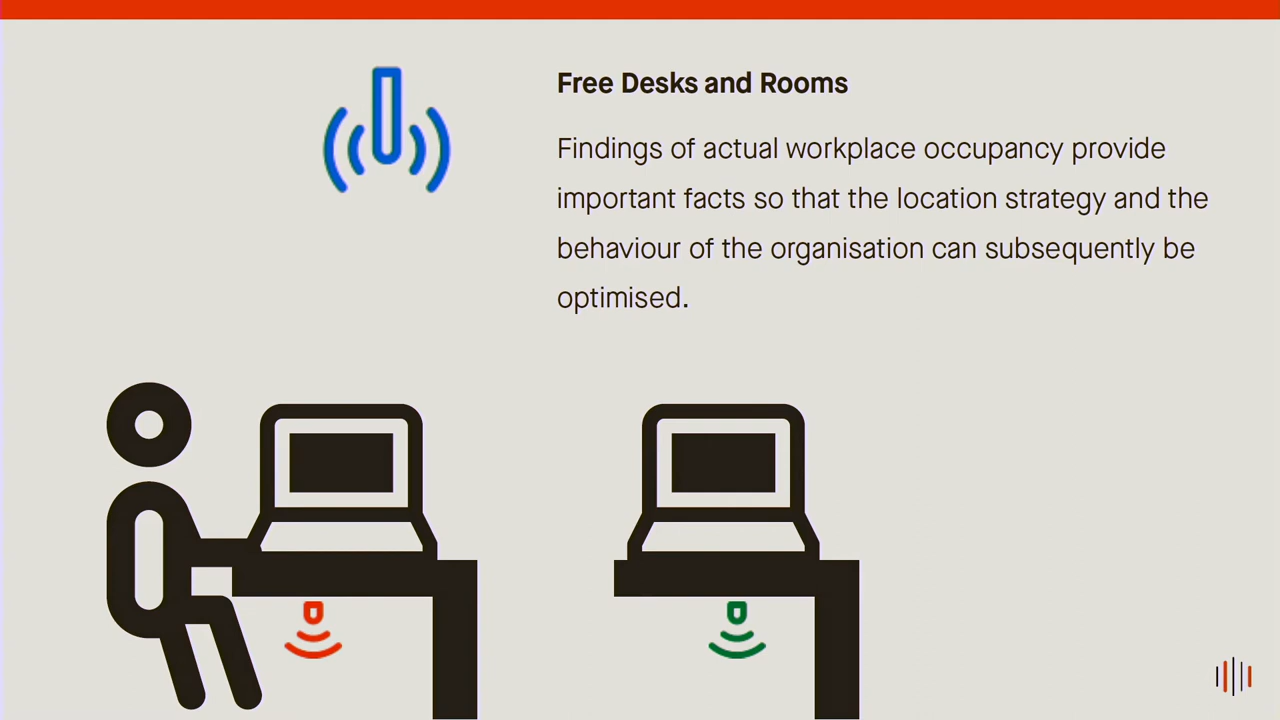 Free Desks and Rooms
Findings of actual workplace occupancy provide
important facts so that the location strategy and the
behaviour of the organisation can subsequently be
optimised.